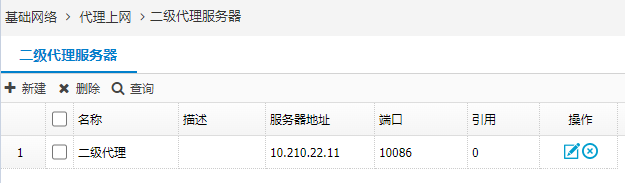 基础网络 > 代理上网 > 二级代理服务器
二级代理服务器
新建 删除 查询
名称 描述 服务器地址 端口 引用 操作
1 二级代理 10.210.22.11 10086 0